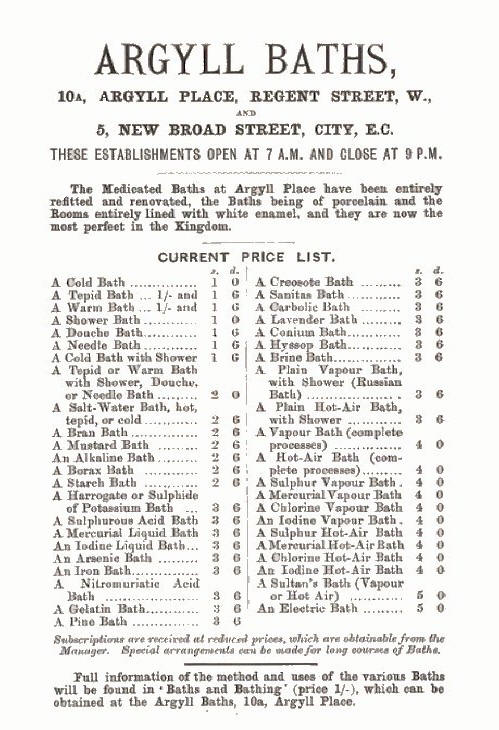 ARGYLL BATHS,
10A, ARGYLL PLACE, REGENT STREET, W.,
AND
5, NEW BROAD STREET, CITY, E.C.
THESE ESTABLISHMENTS OPEN AT 7 A.M. AND CLOSE AT 9 P.M.
The Medicated Baths at Argyll Place have been entirely
refitted and renovated, the Baths being of porcelain and the
Rooms entirely lined with white enamel, and they are now the
most perfect in the Kingdom.
CURRENT PRICE LIST.
s. d.
A Cold Bath .............. 1 0
A Tepid Bath ... 1/- and 1 6
A Warm Bath ... 1/- and 1 6
A Shower Bath ............ 1 0
A Douche Bath............ 1 6
A Needle Bath ............ 1 6
A Cold Bath with Shower 1 6
A Tepid or Warm Bath
with Shower, Douche,
or Needle Bath ......... 2 0
A Salt-Water Bath, hot,
tepid, or cold ............ 2 6
A Bran Bath ............... 2 6
A Mustard Bath ......... 2 6
An Alkaline Bath ......... 2 6
A Borax Bath ............ 2 6
A Starch Bath ............ 2 6
A Harrogate or Sulphide
of Potassium Bath ... 3 6
A Sulphurous Acid Bath 3 6
A Mercurial Liquid Bath 3 6
An Iodine Liquid Bath... 3 6
An Arsenic Bath ......... 3 6
An Iron Bath............... 3 6
A Nitromuriatic Acid
Bath ..................... 3 6
A Gelatin Bath............ 3 6
A Pine Bath ............... 3 6
s. d.
A Creosote Bath ......... 3 6
A Sanitas Bath ............ 3 6
A Carbolic Bath ......... 3 6
A Lavender Bath ......... 3 6
A Conium Bath............ 3 6
A Hyssop Bath ............ 3 6
A Brine Bath............... 3 6
A Plain Vapour Bath,
with Shower (Russian
Bath) ..................... 3 6
A Plain Hot-Air Bath,
with Shower ............ 3 6
A Vapour Bath (complete
processes) ............... 4 0
A Hot-Air Bath (com-
plete processes)......... 4 0
A Sulphur Vapour Bath . 4 0
A Mercurial Vapour Bath 4 0
A Chlorine Vapour Bath 4 0
An Iodine Vapour Bath . 4 0
A Sulphur Hot-Air Bath 4 0
A Mercurial Hot-Air Bath 4 0
A Chlorine Hot-Air Bath 4 0
An Iodine Hot-Air Bath 4 0
A Sultan's Bath (Vapour
or Hot Air) ............ 5 0
An Electric Bath ......... 5 0
Subscriptions are received at reduced prices, which are obtainable from the
Manager. Special arrangements can be made for long courses of Baths.
Full information of the method and uses of the various Baths
will be found in 'Baths and Bathing' (price 1/-), which can be
obtained at the Argyll Baths, 10a, Argyll Place.